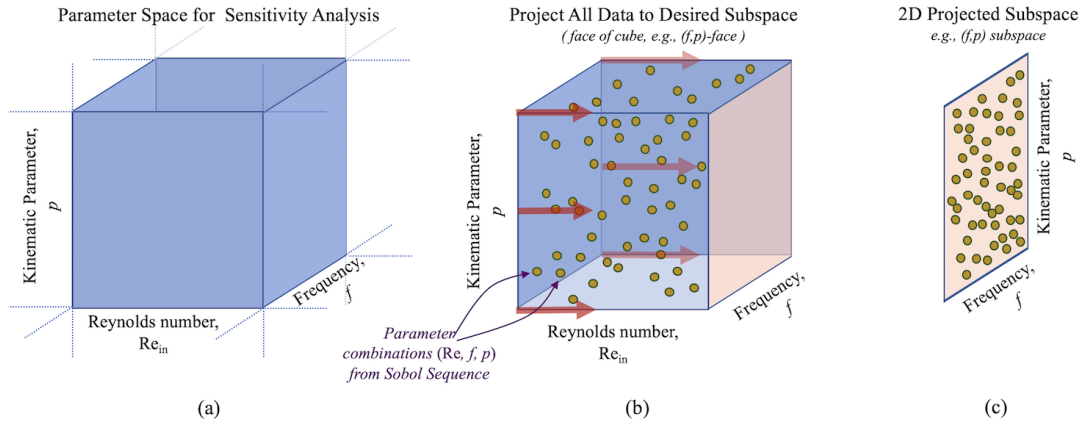 Parameter Space for Sensitivity Analysis
Kinematic Parameter,
p
Frequency,
f
Reynolds number,
Re_in
(a)
Project All Data to Desired Subspace
( face of cube, e.g., (f,p)-face )
Kinematic Parameter,
p
Frequency,
f
Reynolds number,
Re_in
Parameter
combinations (Re, f, p)
from Sobol Sequence
(b)
2D Projected Subspace
e.g., (f,p) subspace
Kinematic Parameter,
p
Frequency,
f
(c)